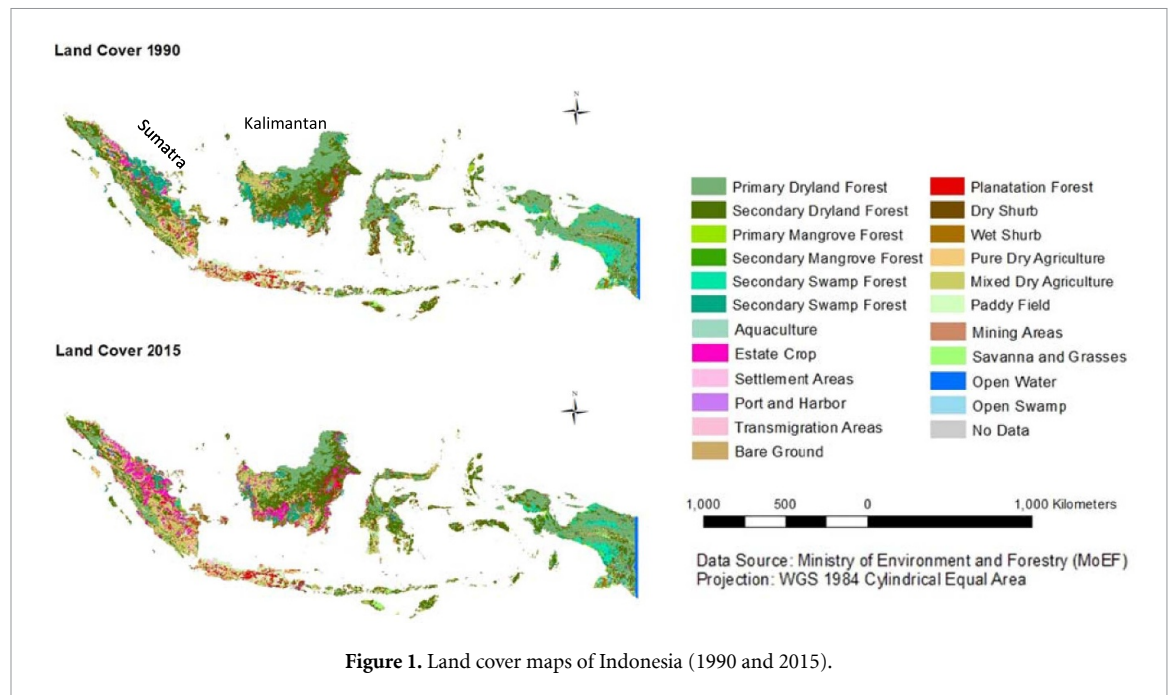 Land Cover 1990
N
Sumatra
Kalimantan
Land Cover 2015
N
Primary Dryland Forest
Secondary Dryland Forest
Primary Mangrove Forest
Secondary Mangrove Forest
Secondary Swamp Forest
Secondary Swamp Forest
Aquaculture
Estate Crop
Settlement Areas
Port and Harbor
Transmigration Areas
Bare Ground
Planatation Forest
Dry Shurb
Wet Shurb
Pure Dry Agriculture
Mixed Dry Agriculture
Paddy Field
Mining Areas
Savanna and Grasses
Open Water
Open Swamp
No Data
1,000 500 0 1,000 Kilometers
Data Source: Ministry of Environment and Forestry (MoEF)
Projection: WGS 1984 Cylindrical Equal Area
Figure 1. Land cover maps of Indonesia (1990 and 2015).